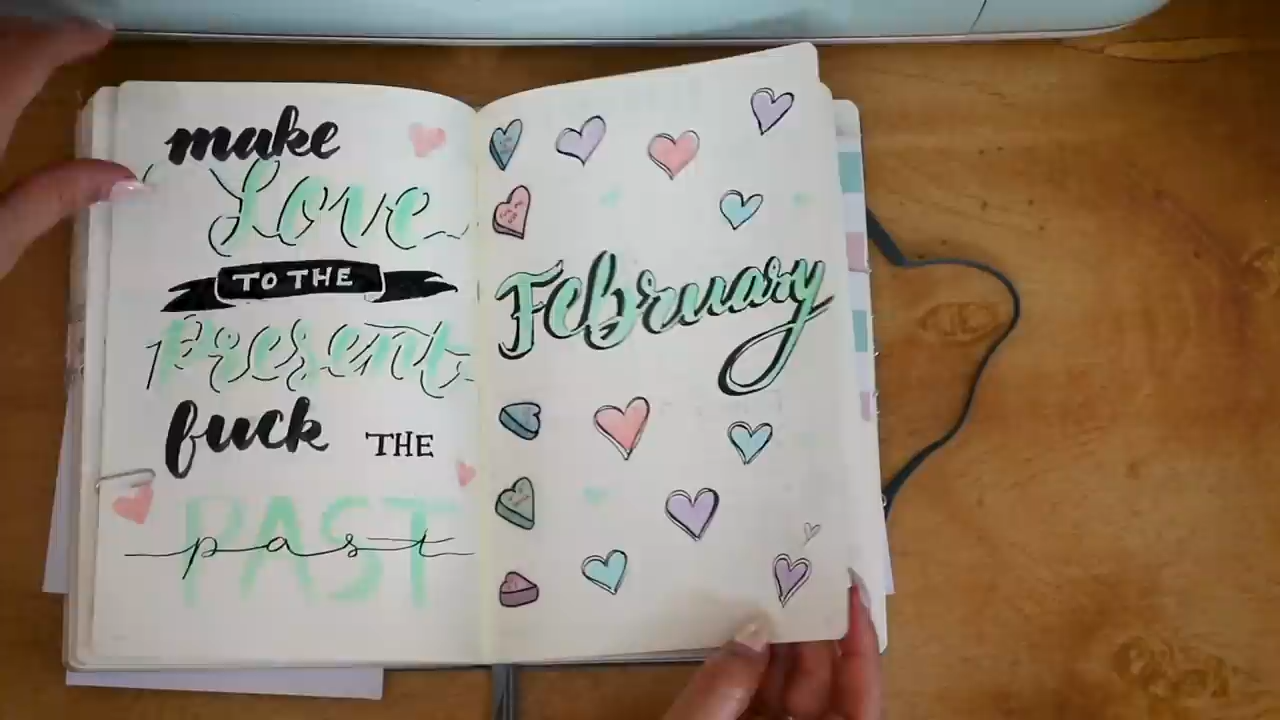 make
Love
TO THE
Present
fuck THE
PAST
past
February